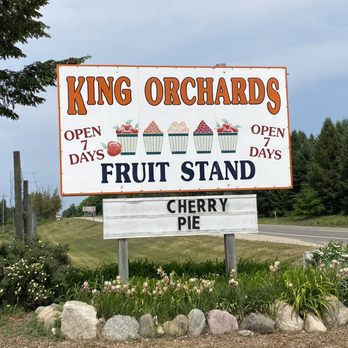 KING ORCHARDS
OPEN
7
DAYS
OPEN
7
DAYS
FRUIT STAND
CHERRY
PIE